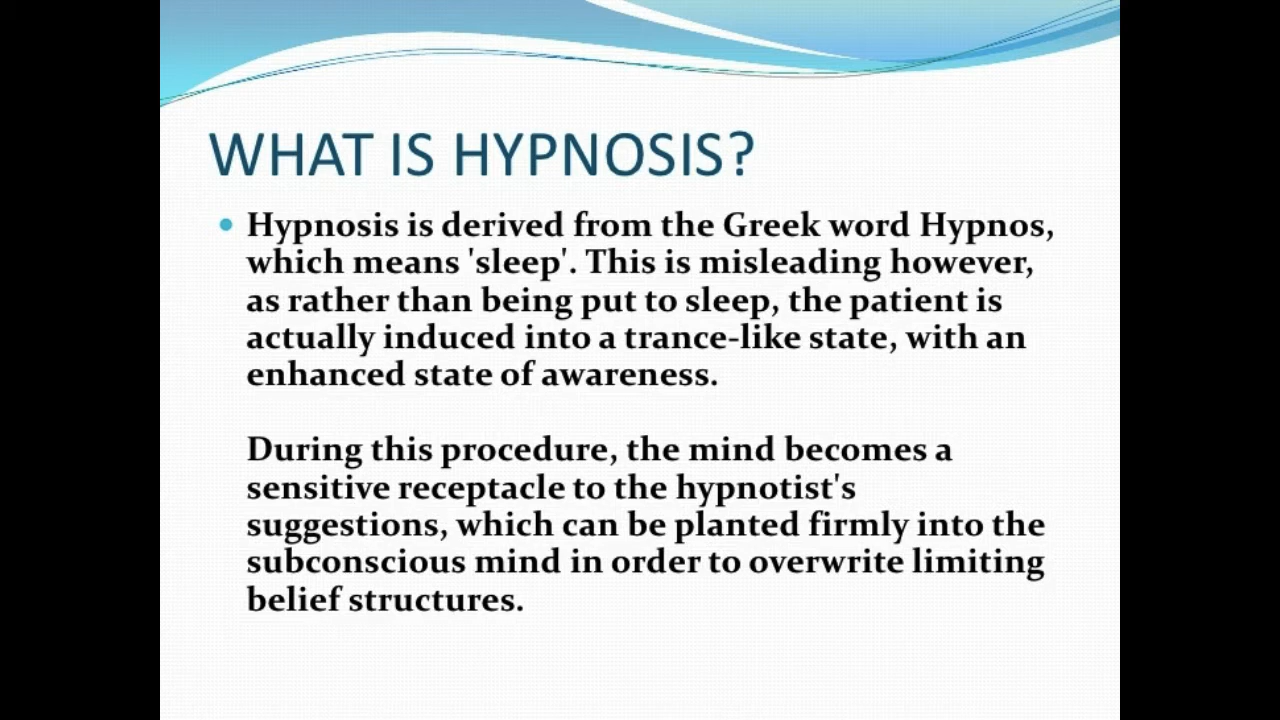 WHAT IS HYPNOSIS?
Hypnosis is derived from the Greek word Hypnos,
which means 'sleep'. This is misleading however,
as rather than being put to sleep, the patient is
actually induced into a trance-like state, with an
enhanced state of awareness.
During this procedure, the mind becomes a
sensitive receptacle to the hypnotist's
suggestions, which can be planted firmly into the
subconscious mind in order to overwrite limiting
belief structures.